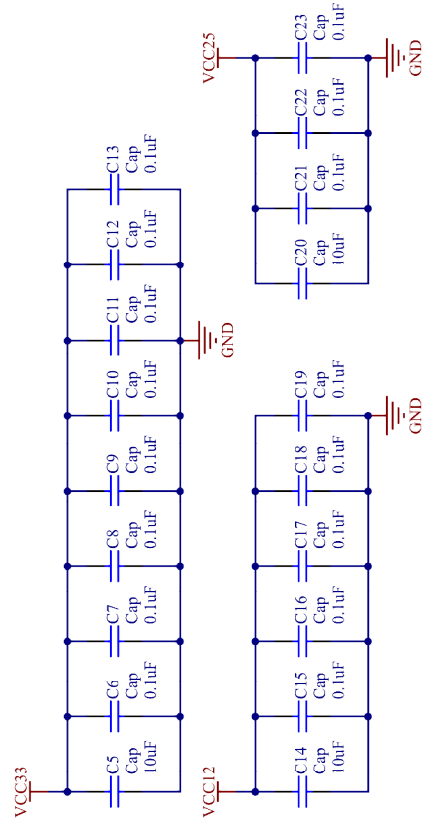 VCC33
C5
Cap
10uF
C6
Cap
0.1uF
C7
Cap
0.1uF
C8
Cap
0.1uF
C9
Cap
0.1uF
C10
Cap
0.1uF
C11
Cap
0.1uF
C12
Cap
0.1uF
C13
Cap
0.1uF
GND
VCC12
C14
Cap
10uF
C15
Cap
0.1uF
C16
Cap
0.1uF
C17
Cap
0.1uF
C18
Cap
0.1uF
C19
Cap
0.1uF
GND
VCC25
C20
Cap
10uF
C21
Cap
0.1uF
C22
Cap
0.1uF
C23
Cap
0.1uF
GND